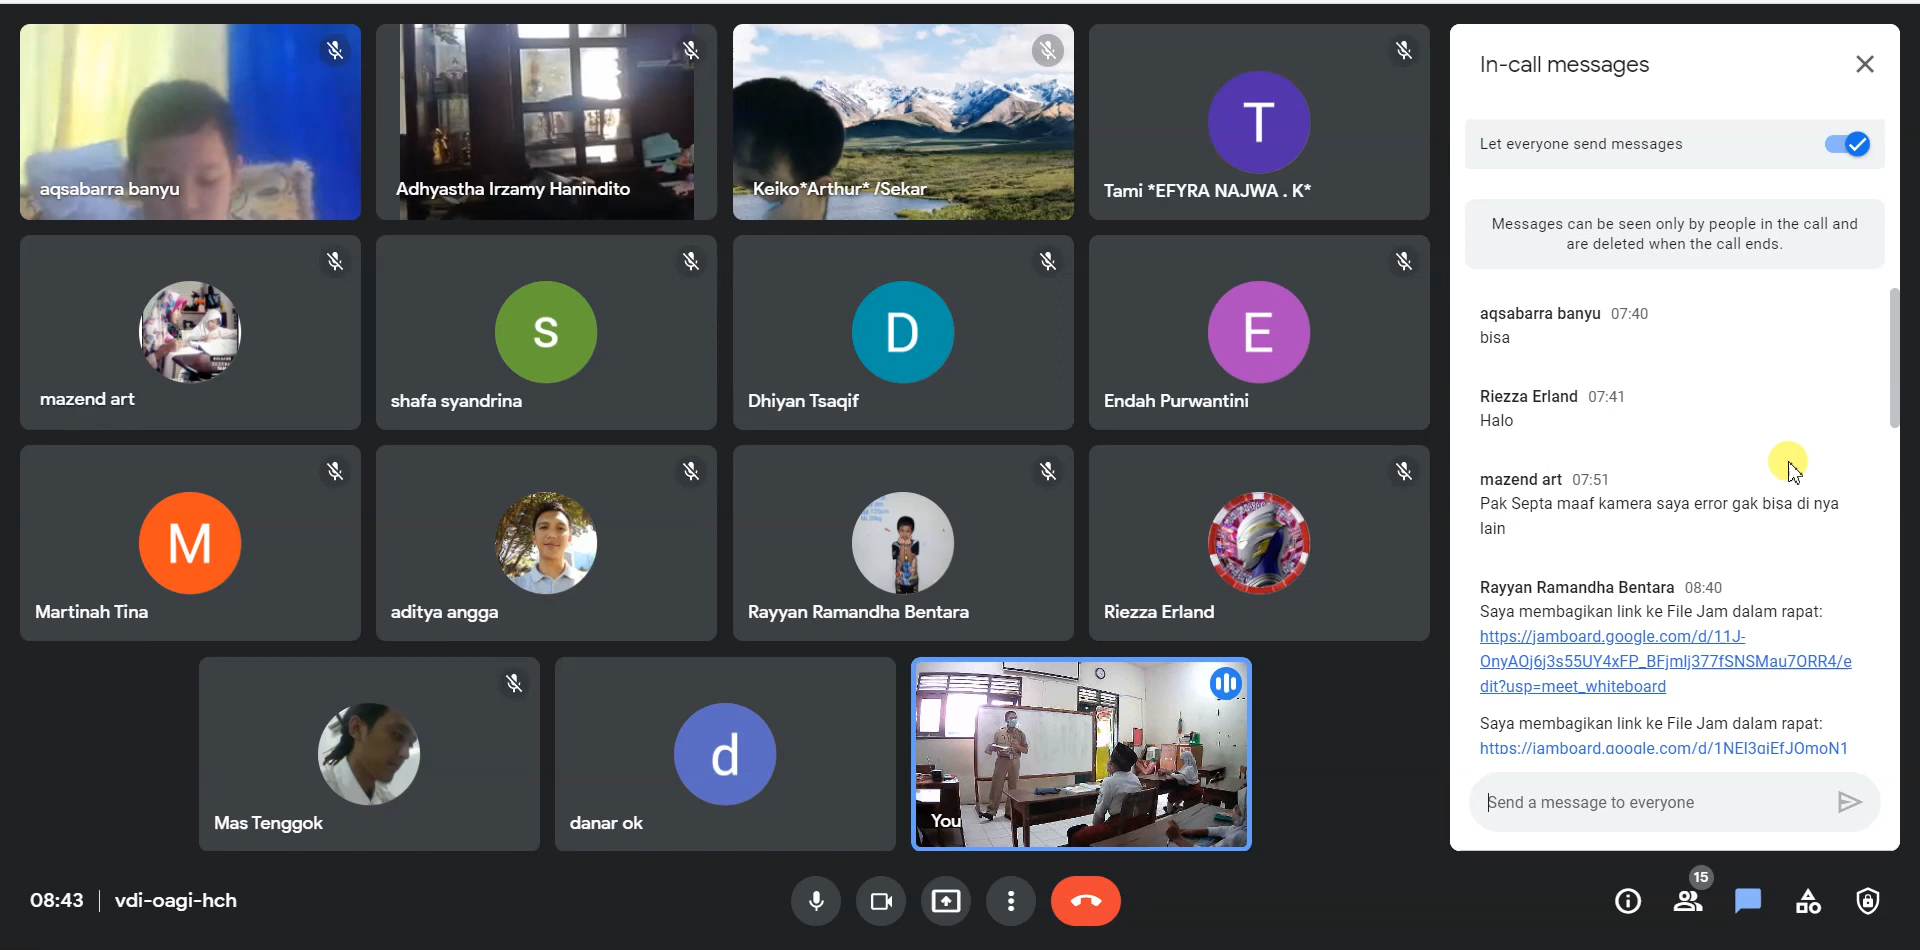 aqsabarra banyu
Adhyastha Irzamy Hanindito
Keiko*Arthur* /Sekar
T
Tami *EFYRA NAJWA . K*
mazend art
s
shafa syandrina
D
Dhiyan Tsaqif
E
Endah Purwantini
M
Martinah Tina
aditya angga
Rayyan Ramandha Bentara
Riezza Erland
Mas Tenggok
d
danar ok
You
In-call messages
Let everyone send messages
Messages can be seen only by people in the call and
are deleted when the call ends.
aqsabarra banyu 07:40
bisa
Riezza Erland 07:41
Halo
mazend art 07:51
Pak Septa maaf kamera saya error gak bisa di nya
lain
Rayyan Ramandha Bentara 08:40
Saya membagikan link ke File Jam dalam rapat:
https://jamboard.google.com/d/11J-
OnyAOj6j3s55UY4xFP_BFjmIj377fSNSMau7ORR4/e
dit?usp=meet_whiteboard
Saya membagikan link ke File Jam dalam rapat:
https://jamboard.google.com/d/1NEI3qiEfJOmoN1
Send a message to everyone
08:43 | vdi-oagi-hch
15